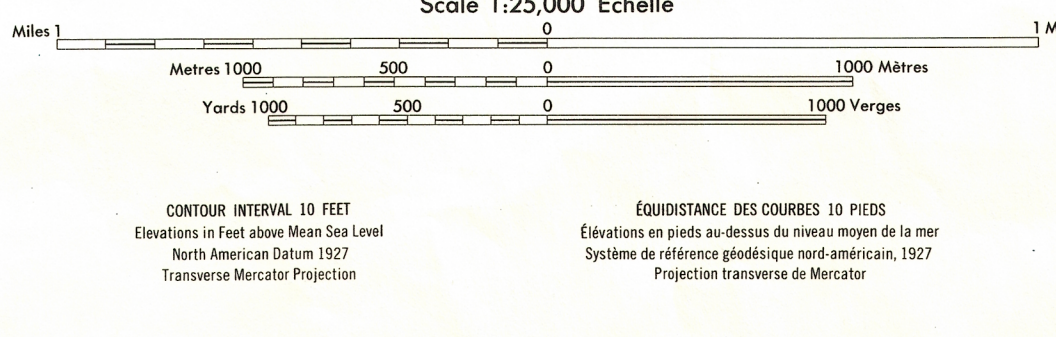 Scale 1:25,000 Échelle
Miles 1 0 1 M
Metres 1000 500 0 1000 Mètres
Yards 1000 500 0 1000 Verges
CONTOUR INTERVAL 10 FEET
Elevations in Feet above Mean Sea Level
North American Datum 1927
Transverse Mercator Projection
ÉQUIDISTANCE DES COURBES 10 PIEDS
Élévations en pieds au-dessus du niveau moyen de la mer
Système de référence géodésique nord-américain, 1927
Projection transverse de Mercator